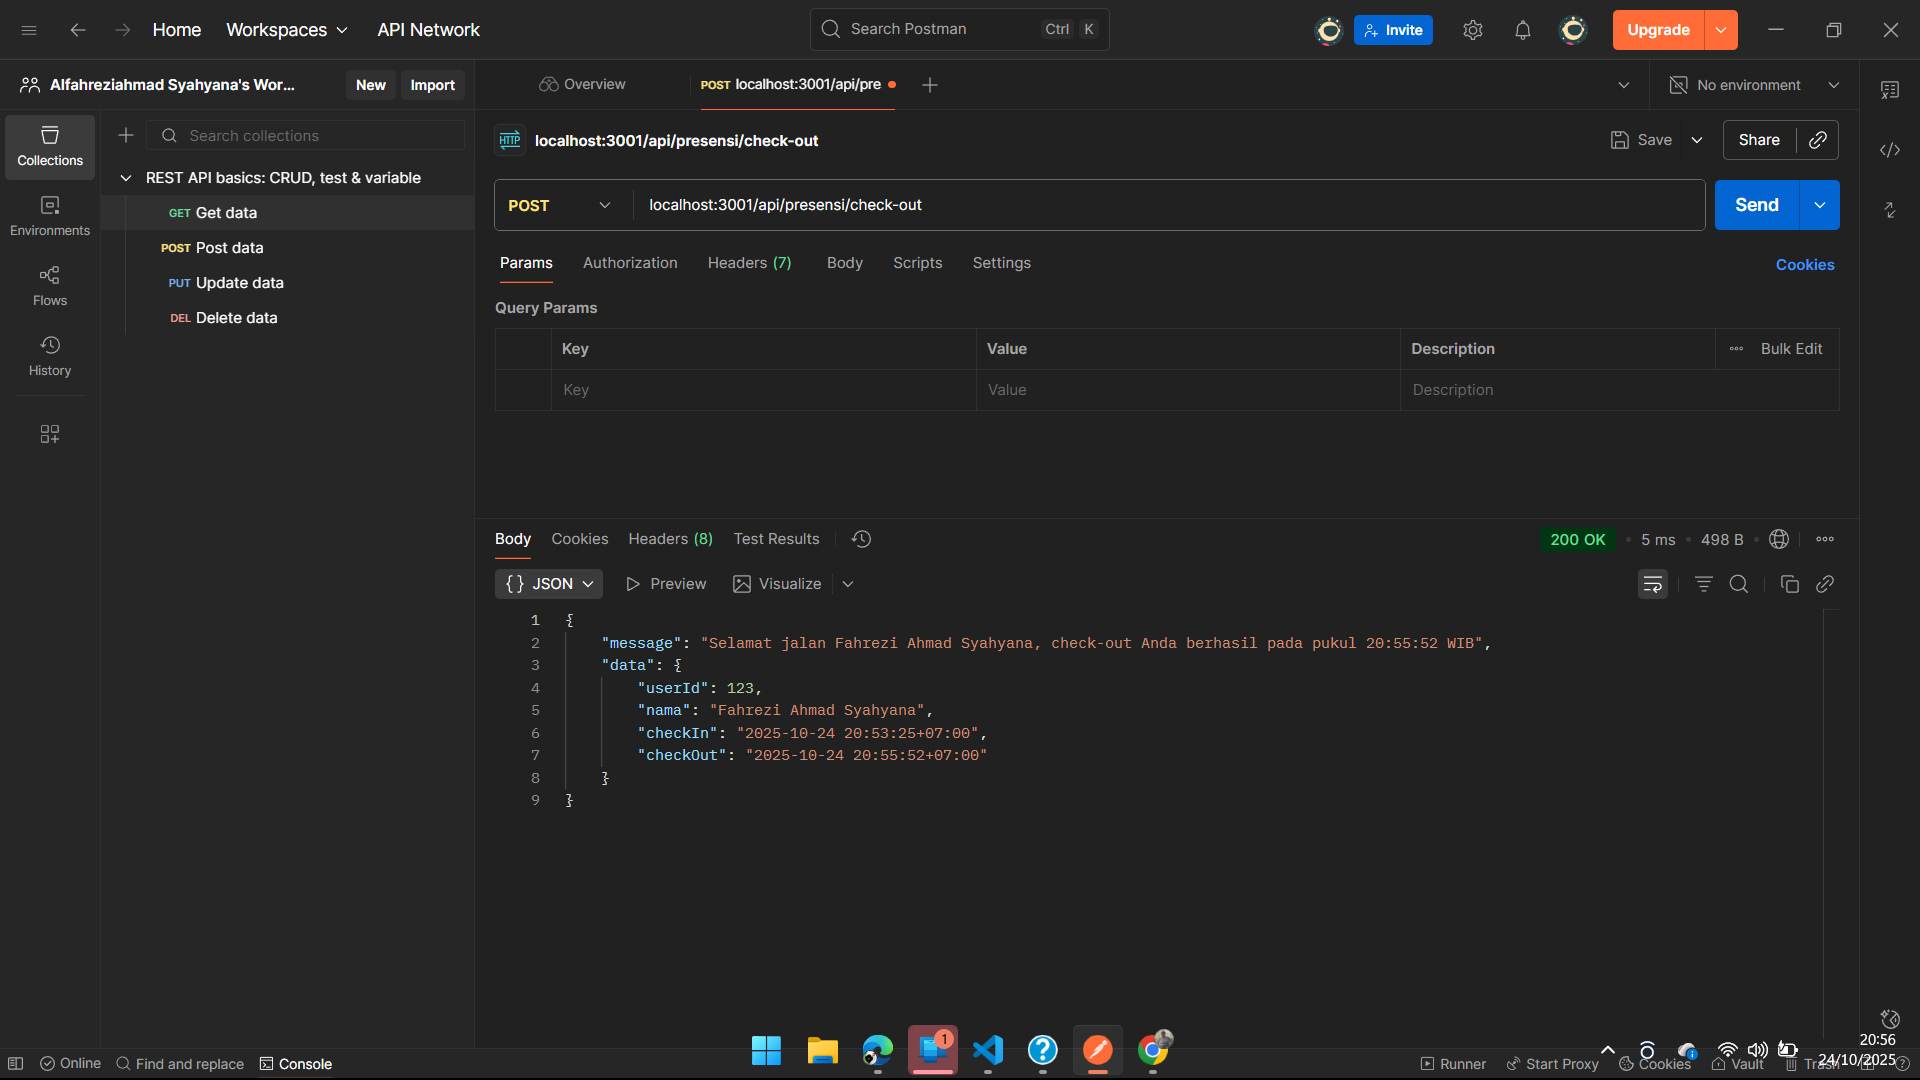 Home
Workspaces
API Network
Search Postman
Ctrl K
Invite
Upgrade
Alfahreziahmad Syahyana's Wor...
New
Import
Overview
POST localhost:3001/api/pre
No environment
Collections
Environments
Flows
History
Search collections
REST API basics: CRUD, test & variable
GET Get data
POST Post data
PUT Update data
DEL Delete data
HTTP localhost:3001/api/presensi/check-out
Save
Share
POST localhost:3001/api/presensi/check-out
Send
Params Authorization Headers (7) Body Scripts Settings
Cookies
Query Params
Key Value Description Bulk Edit
Key Value Description
Body Cookies Headers (8) Test Results
200 OK 5 ms 498 B
{} JSON Preview Visualize
1 {
2 "message": "Selamat jalan Fahrezi Ahmad Syahyana, check-out Anda berhasil pada pukul 20:55:52 WIB",
3 "data": {
4 "userId": 123,
5 "nama": "Fahrezi Ahmad Syahyana",
6 "checkIn": "2025-10-24 20:53:25+07:00",
7 "checkOut": "2025-10-24 20:55:52+07:00"
8 }
9 }
Online Find and replace Console
1
Runner Start Proxy Cookies Vault Trash
20:56
24/10/2025